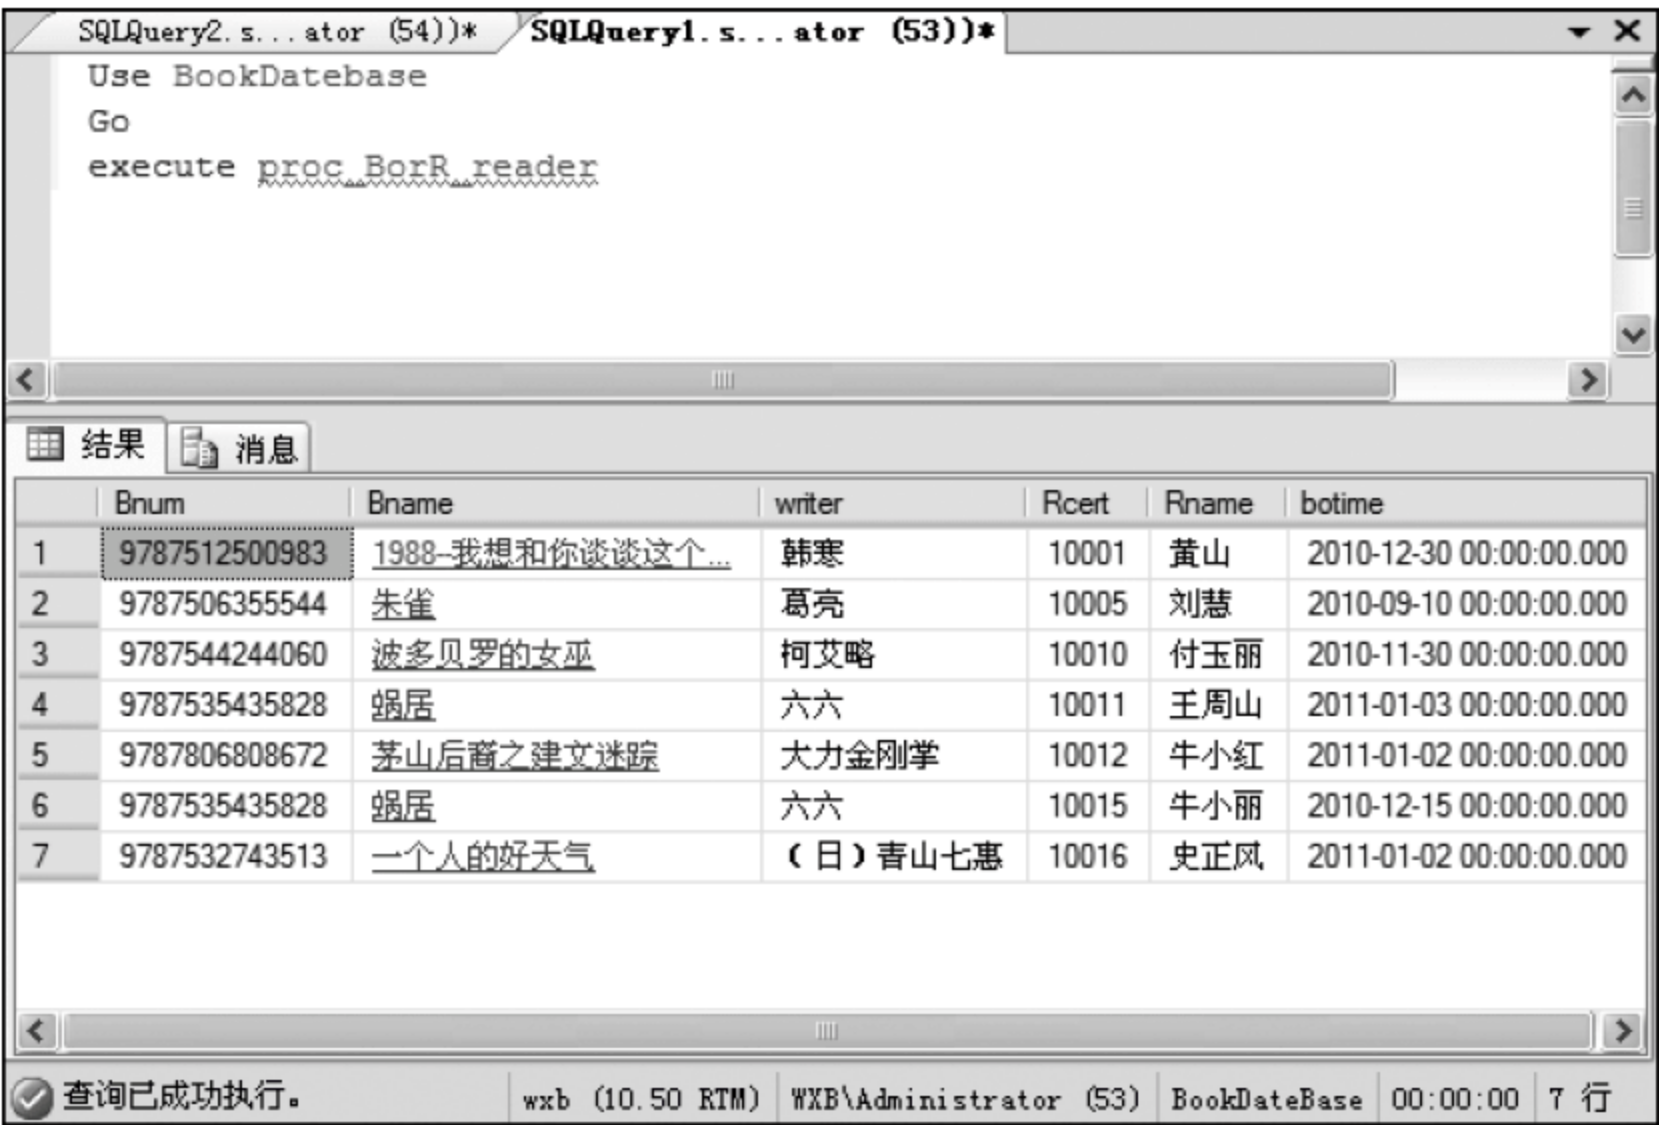 SQLQuery2.s...ator (54))* SQLQuery1.s...ator (53))*
Use BookDatebase
Go
execute proc_BorR_reader
结果 消息
Bnum Bname writer Rcert Rname botime
1 9787512500983 1988--我想和你谈谈这个... 韩寒 10001 黄山 2010-12-30 00:00:00.000
2 9787506355544 朱雀 葛亮 10005 刘慧 2010-09-10 00:00:00.000
3 9787544244060 波多贝罗的女巫 柯艾略 10010 付玉丽 2010-11-30 00:00:00.000
4 9787535435828 蜗居 六六 10011 王周山 2011-01-03 00:00:00.000
5 9787806808672 茅山后裔之建文迷踪 大力金刚掌 10012 牛小红 2011-01-02 00:00:00.000
6 9787535435828 蜗居 六六 10015 牛小丽 2010-12-15 00:00:00.000
7 9787532743513 一个人的好天气 （日）青山七惠 10016 史正风 2011-01-02 00:00:00.000
查询已成功执行。 wxb (10.50 RTM) WXB\Administrator (53) BookDateBase 00:00:00 7 行